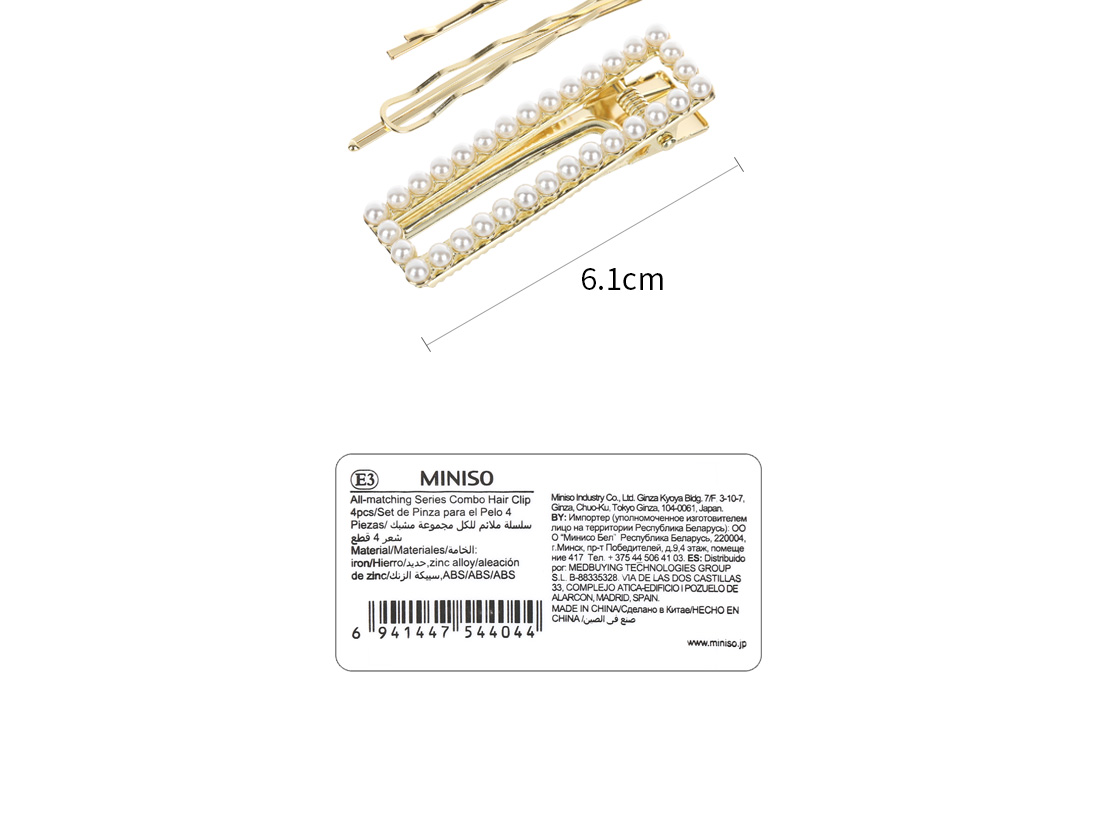 6.1cm
E3 MINISO
All-matching Series Combo Hair Clip
4pcs/Set de Pinza para el Pelo 4
Piezas/ سلسلة ملائم للكل مجموعة مشبك
شعر 4 قطع
Material/Materiales/الخامة:
iron/Hierro/حديد,zinc alloy/aleación
de zinc/سبيكة الزنك,ABS/ABS/ABS
6 941447 544044
Miniso Industry Co., Ltd. Ginza Kyoya Bldg. 7/F 3-10-7,
Ginza, Chuo-Ku, Tokyo Ginza, 104-0061, Japan.
BY: Импортер (уполномоченное изготовителем
лицо на территории Республики Беларусь): ОО
О "Минисо Бел" Республика Беларусь, 220004,
г.Минск, пр-т Победителей, д.9,4 этаж, помеще
ние 417 Тел. + 375 44 506 41 03. ES: Distribuido
por: MEDBUYING TECHNOLOGIES GROUP
S.L. B-88335328. VIA DE LAS DOS CASTILLAS
33, COMPLEJO ATICA-EDIFICIO I POZUELO DE
ALARCON, MADRID, SPAIN.
MADE IN CHINA/Сделано в Китае/HECHO EN
CHINA /صنع في الصين
www.miniso.jp